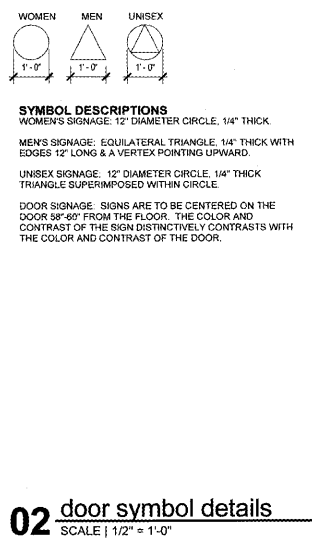 WOMEN MEN UNISEX
1'-0" 1'-0" 1'-0"
SYMBOL DESCRIPTIONS
WOMEN'S SIGNAGE: 12" DIAMETER CIRCLE, 1/4" THICK.
MEN'S SIGNAGE: EQUILATERAL TRIANGLE, 1/4" THICK WITH
EDGES 12" LONG & A VERTEX POINTING UPWARD.
UNISEX SIGNAGE: 12" DIAMETER CIRCLE, 1/4" THICK
TRIANGLE SUPERIMPOSED WITHIN CIRCLE.
DOOR SIGNAGE: SIGNS ARE TO BE CENTERED ON THE
DOOR 58"-60" FROM THE FLOOR. THE COLOR AND
CONTRAST OF THE SIGN DISTINCTIVELY CONTRASTS WITH
THE COLOR AND CONTRAST OF THE DOOR.
02 door symbol details
SCALE | 1/2" = 1'-0"